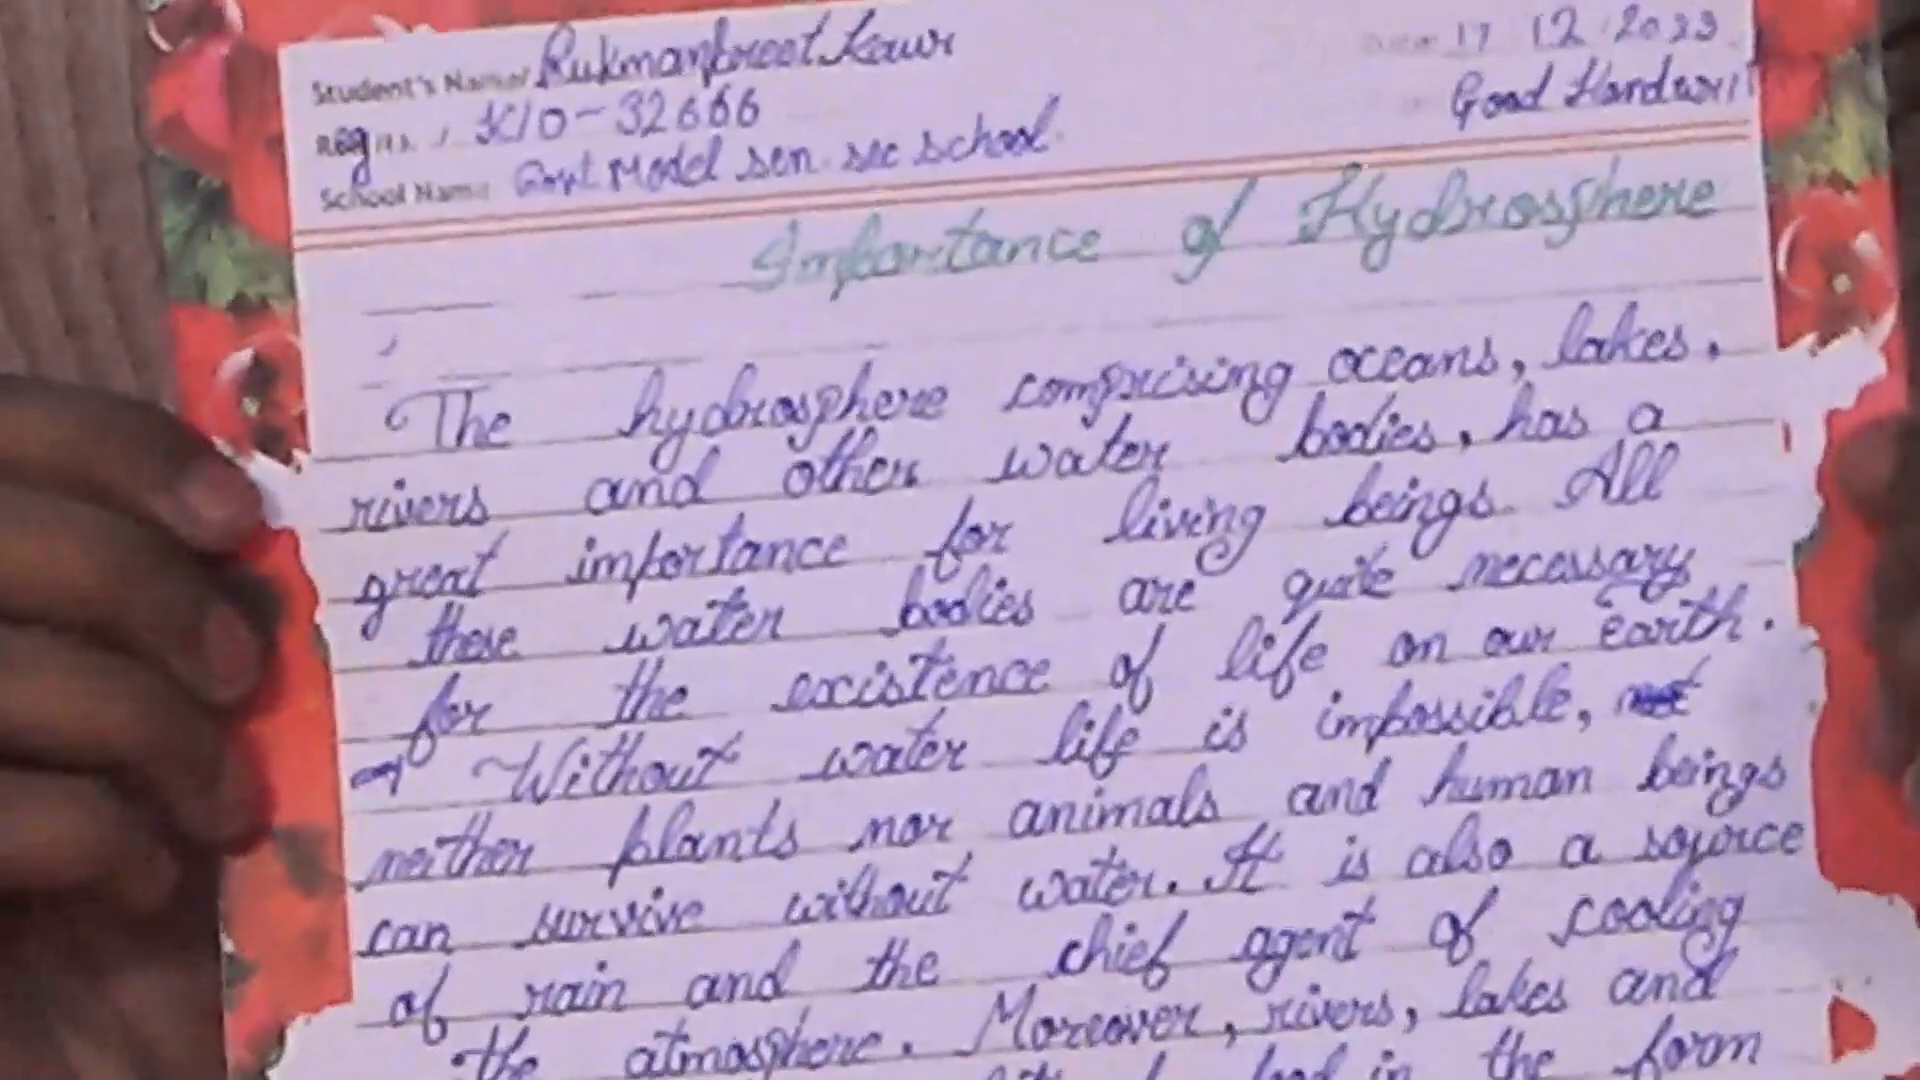 Student's Name Rukmanpreet Kaur
17 12 2023
Reg No. K10-32666
Good Handwrit
School Name Govt Model sen. sec school
Importance of Hydrosphere
The hydrosphere comprising oceans, lakes.
rivers and other water bodies, has a
great importance for living beings. All
these water bodies are quite necessary
for the existence of life on our Earth.
Without water life is impossible,
neither plants nor animals and human beings
can survive without water. It is also a source
of rain and the chief agent of cooling
the atmosphere. Moreover, rivers, lakes and
in the form